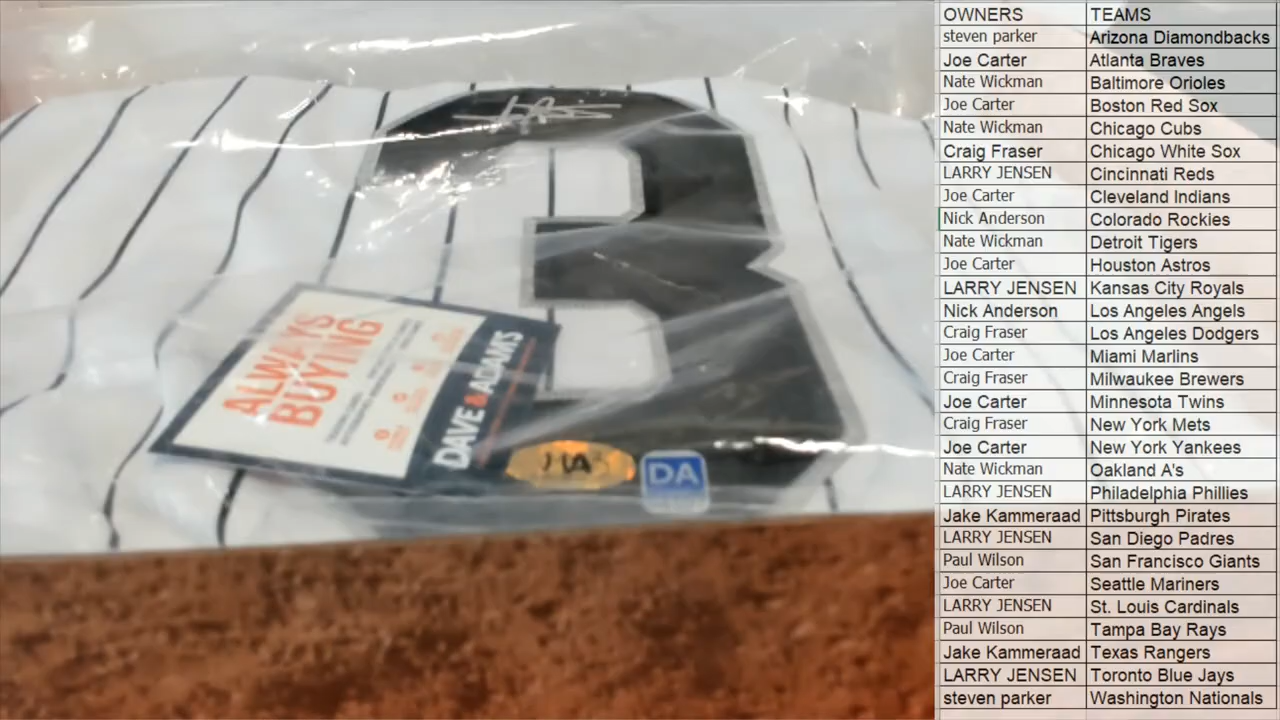 OWNERS TEAMS
steven parker Arizona Diamondbacks
Joe Carter Atlanta Braves
Nate Wickman Baltimore Orioles
Joe Carter Boston Red Sox
Nate Wickman Chicago Cubs
Craig Fraser Chicago White Sox
LARRY JENSEN Cincinnati Reds
Joe Carter Cleveland Indians
Nick Anderson Colorado Rockies
Nate Wickman Detroit Tigers
Joe Carter Houston Astros
LARRY JENSEN Kansas City Royals
Nick Anderson Los Angeles Angels
Craig Fraser Los Angeles Dodgers
Joe Carter Miami Marlins
Craig Fraser Milwaukee Brewers
Joe Carter Minnesota Twins
Craig Fraser New York Mets
Joe Carter New York Yankees
Nate Wickman Oakland A's
LARRY JENSEN Philadelphia Phillies
Jake Kammeraad Pittsburgh Pirates
LARRY JENSEN San Diego Padres
Paul Wilson San Francisco Giants
Joe Carter Seattle Mariners
LARRY JENSEN St. Louis Cardinals
Paul Wilson Tampa Bay Rays
Jake Kammeraad Texas Rangers
LARRY JENSEN Toronto Blue Jays
steven parker Washington Nationals
ALWAYS
BUYING
DAVE & ADAM'S
DA